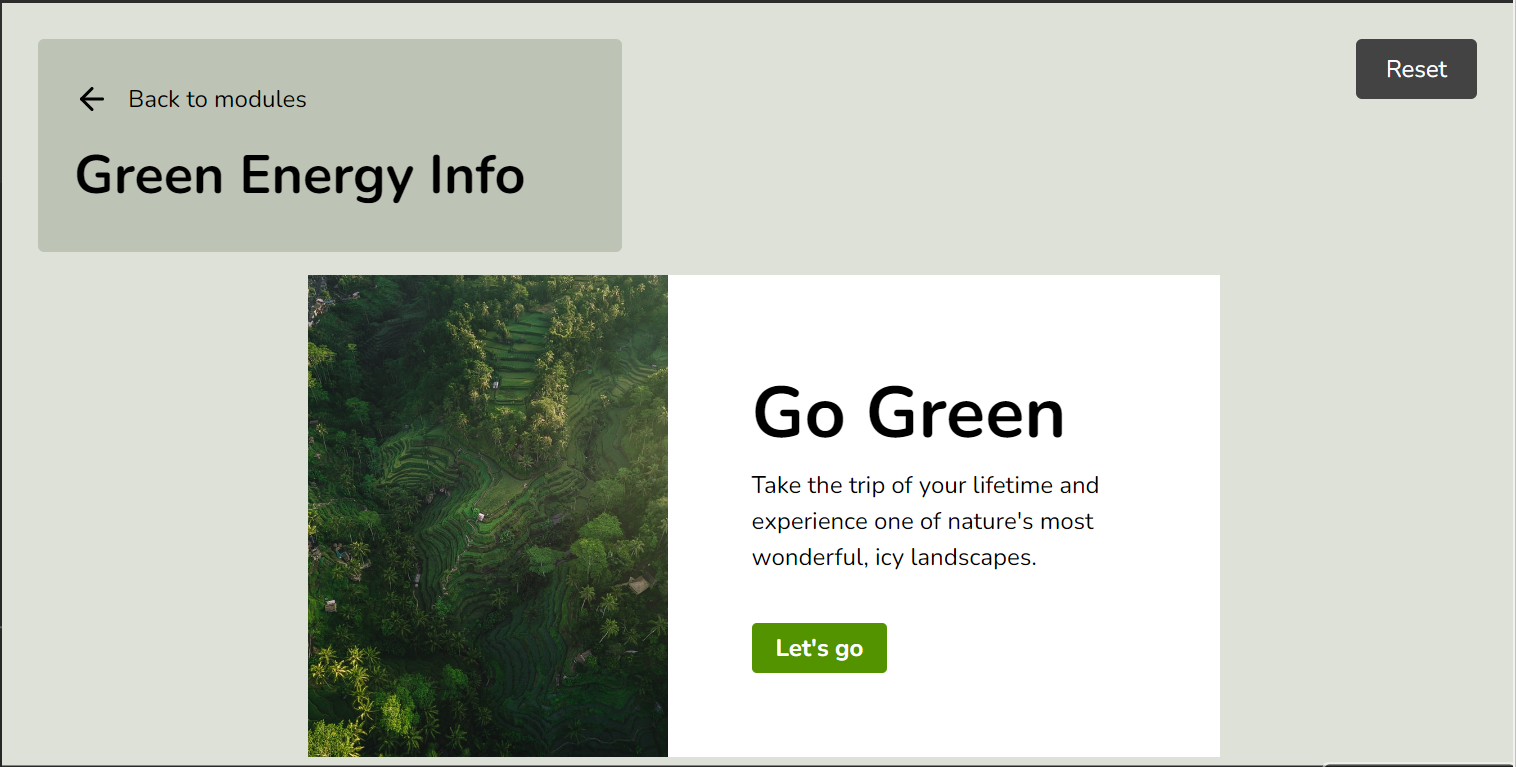 Back to modules
Reset
Green Energy Info
Go Green
Take the trip of your lifetime and
experience one of nature's most
wonderful, icy landscapes.
Let's go